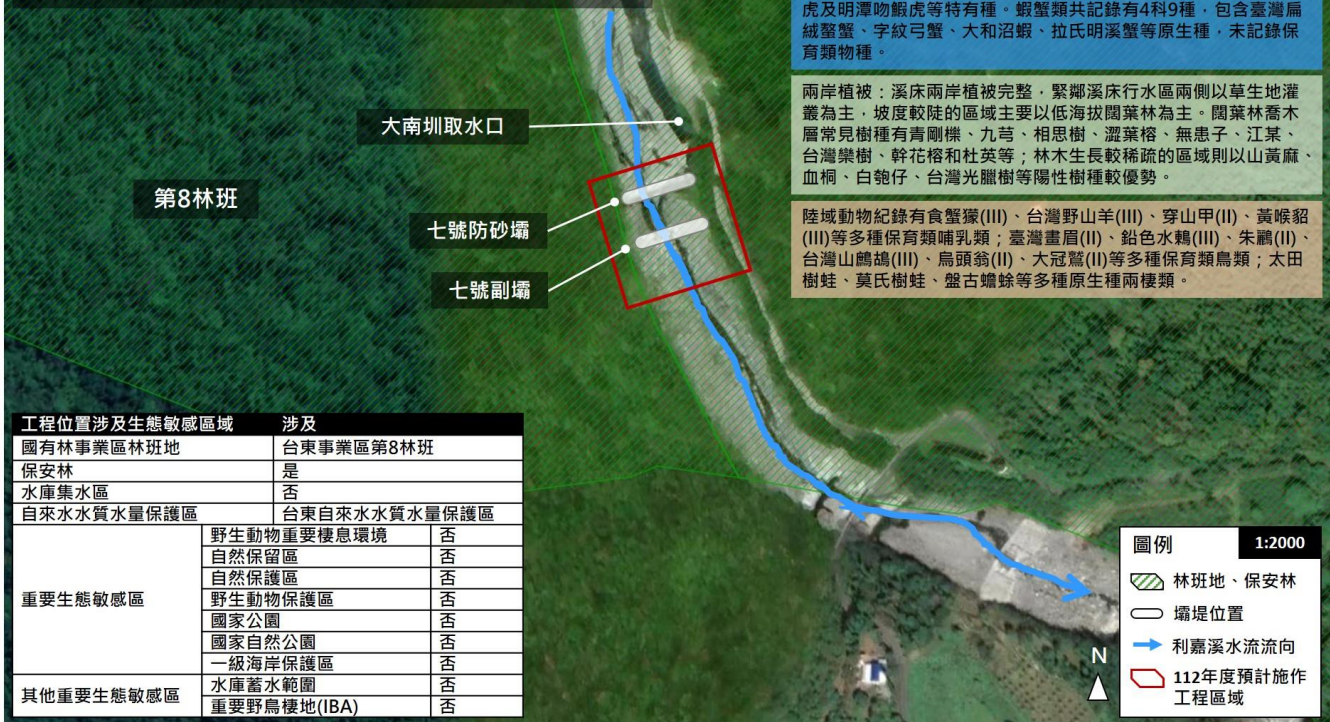 虎及明潭吻鰕虎等特有種。蝦蟹類共記錄有4科9種，包含臺灣扁
絨螯蟹、字紋弓蟹、大和沼蝦、拉氏明溪蟹等原生種，未記錄保
育類物種。
兩岸植被：溪床兩岸植被完整，緊鄰溪床行水區兩側以草生地灌
叢為主，坡度較陡的區域主要以低海拔闊葉林為主。闊葉林喬木
層常見樹種有青剛櫟、九芎、相思樹、澀葉榕、無患子、江某、
台灣欒樹、幹花榕和杜英等；林木生長較稀疏的區域則以山黃麻、
血桐、白匏仔、台灣光臘樹等陽性樹種較優勢。
陸域動物紀錄有食蟹獴(III)、台灣野山羊(III)、穿山甲(II)、黃喉貂
(III)等多種保育類哺乳類；臺灣畫眉(II)、鉛色水鶇(III)、朱鸝(II)、
台灣山鷓鴣(III)、烏頭翁(II)、大冠鷲(II)等多種保育類鳥類；太田
樹蛙、莫氏樹蛙、盤古蟾蜍等多種原生種兩棲類。
大南圳取水口
第8林班
七號防砂壩
七號副壩
工程位置涉及生態敏感區域 涉及
國有林事業區林班地 台東事業區第8林班
保安林 是
水庫集水區 否
自來水水質水量保護區 台東自來水水質水量保護區
重要生態敏感區 野生動物重要棲息環境 否
自然保留區 否
自然保護區 否
野生動物保護區 否
國家公園 否
國家自然公園 否
一級海岸保護區 否
其他重要生態敏感區 水庫蓄水範圍 否
重要野鳥棲地(IBA) 否
N
圖例 1:2000
林班地、保安林
壩堤位置
利嘉溪水流流向
112年度預計施作
工程區域